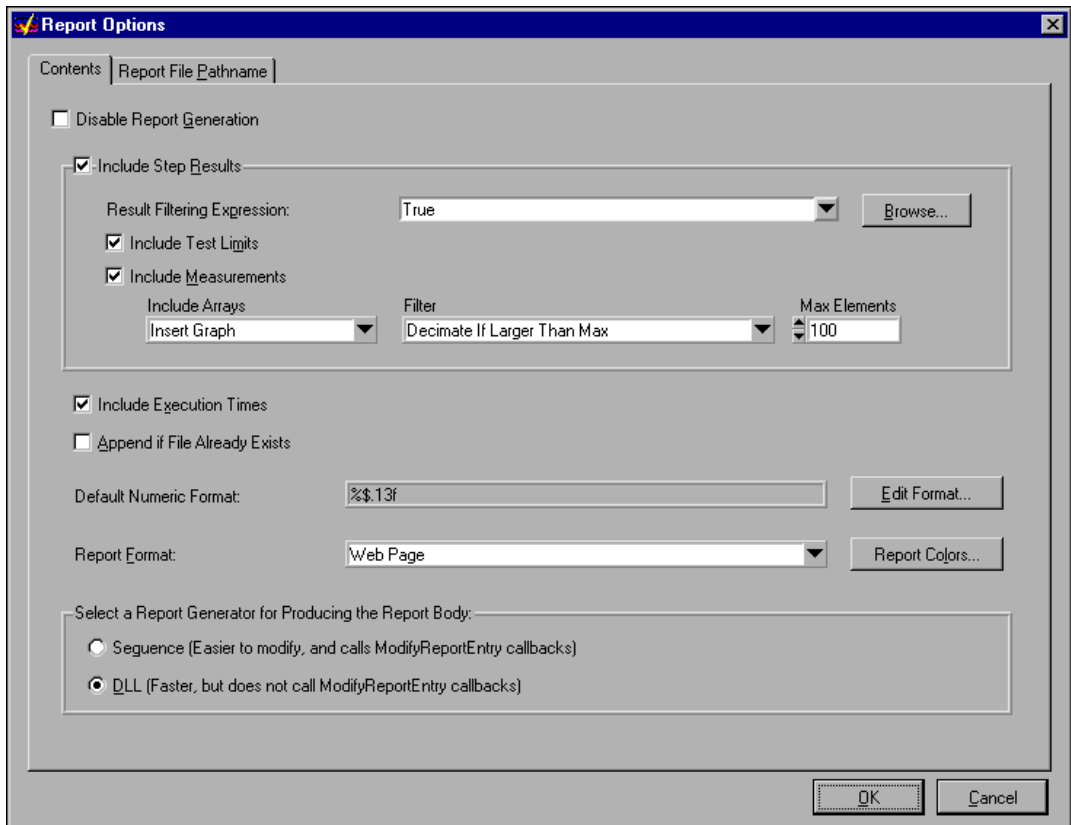 Report Options
Contents Report File Pathname
Disable Report Generation
Include Step Results
Result Filtering Expression: True Browse...
Include Test Limits
Include Measurements
Include Arrays Filter Max Elements
Insert Graph Decimate If Larger Than Max 100
Include Execution Times
Append if File Already Exists
Default Numeric Format: %$.13f Edit Format...
Report Format: Web Page Report Colors...
Select a Report Generator for Producing the Report Body:
Sequence (Easier to modify, and calls ModifyReportEntry callbacks)
DLL (Faster, but does not call ModifyReportEntry callbacks)
OK Cancel